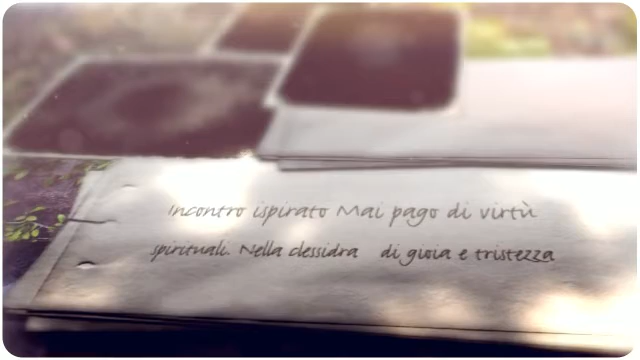 Incontro ispirato Mai pago di virtù
spirituali. Nella clessidra di gioia e tristezza